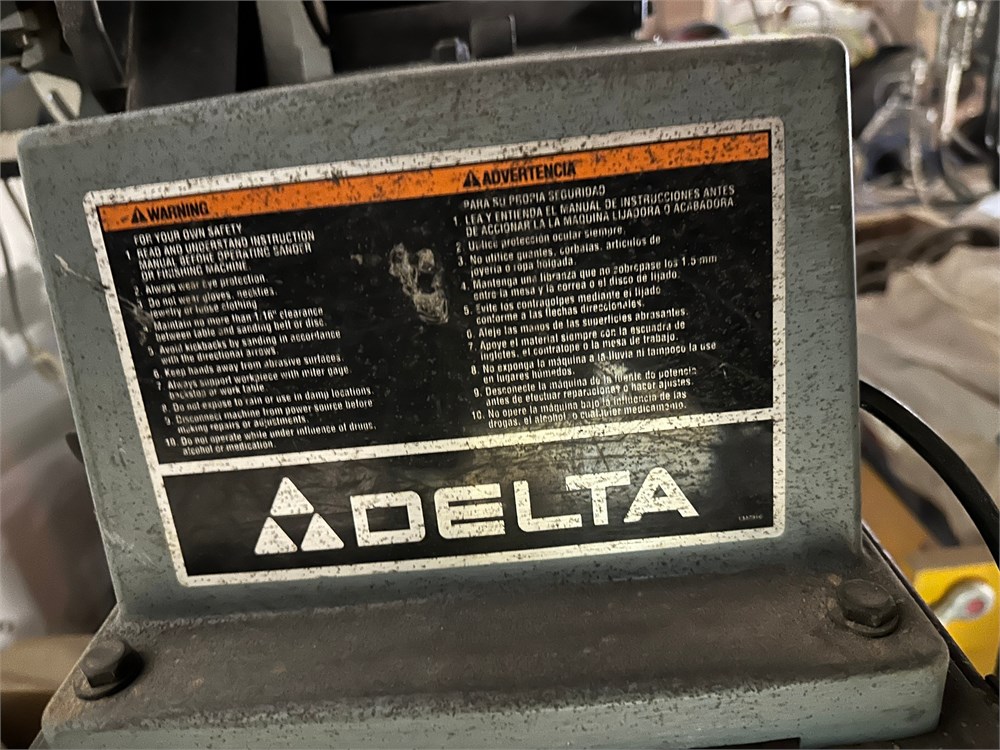 WARNING
FOR YOUR OWN SAFETY
1. READ AND UNDERSTAND INSTRUCTION
MANUAL BEFORE OPERATING SANDER
OR FINISHING MACHINE.
2. Always wear eye protection.
3. Do not wear gloves, necktie,
jewelry or loose clothing.
4. Maintain no more than 1/16" clearance
between table and sanding belt or disc.
5. Avoid kickback by sanding in accordance
with directional arrows.
6. Keep hands away from abrasive surfaces.
7. Always support workpiece with miter gage,
backstop or work table.
8. Do not expose to rain or use in damp locations.
9. Disconnect machine from power source before
making repairs or adjustments.
10. Do not operate while under influence of drugs,
alcohol or medication.
ADVERTENCIA
PARA SU PROPIA SEGURIDAD
1. LEA Y ENTIENDA EL MANUAL DE INSTRUCCIONES ANTES
DE ACCIONAR LA LA MAQUINA LIJADORA O ACABADORA
2. Utilice protección ocular siempre.
3. No utilice guantes, corbatas, artículos de
joyería o ropa holgada.
4. Mantenga una libranza que no sobrepase los 1.5 mm
entre la mesa y la correa o el disco de lijado.
5. Evite los contragolpes mediante el lijado
conforme a las flechas direccionales.
6. Aleje las manos de las superficies abrasantes.
7. Apoye el material siempre con la escuadra de
ingletes, el contratope o la mesa de trabajo.
8. No exponga la máquina a la lluvia ni tampoco la use
en lugares húmedos.
9. Desconecte la máquina de la fuente de potencia
antes de efectuar reparaciones o hacer ajustes.
10. No opere la máquina bajo la influencia de las
drogas, el alcohol o cualquier medicamento.
DELTA